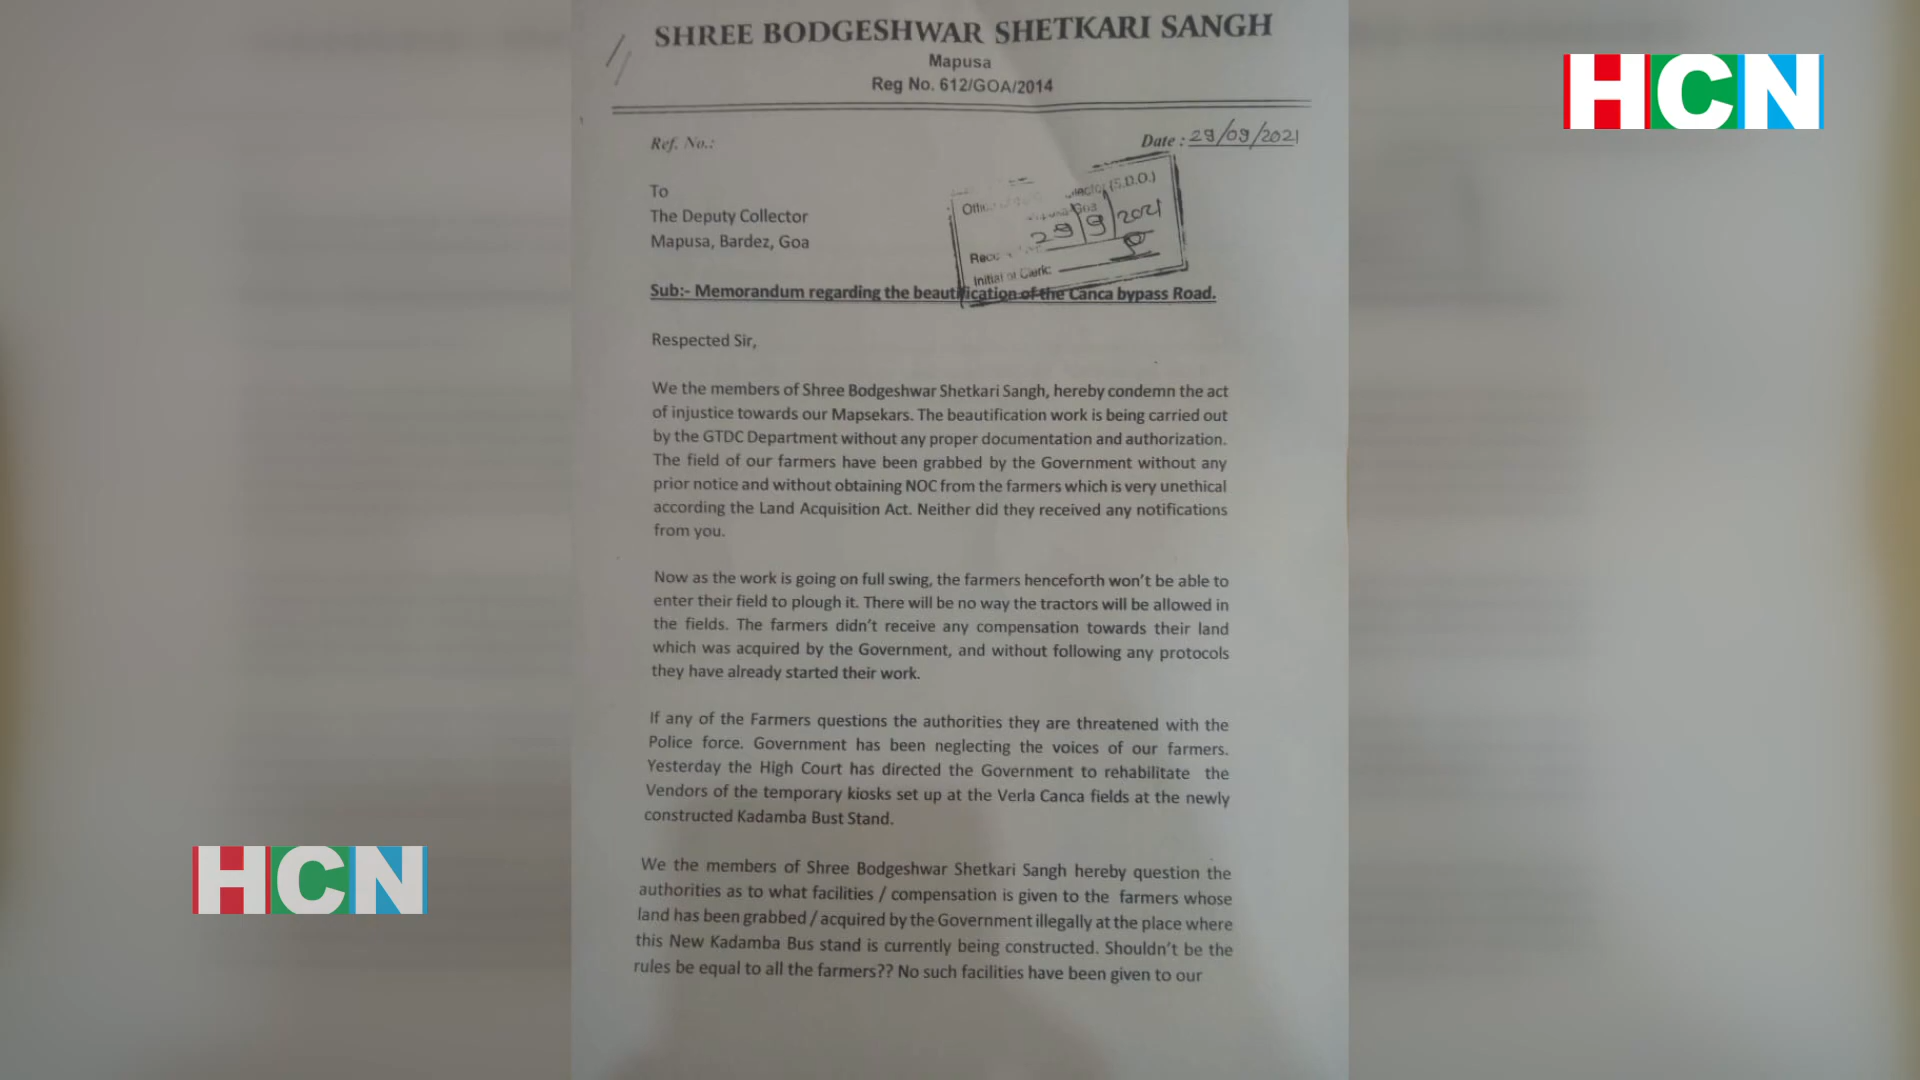 SHREE BODGESHWAR SHETKARI SANGH
Mapusa
Reg No. 612/GOA/2014
HCN
Ref. No.:
Date : 29/09/2021
To
The Deputy Collector
Mapusa, Bardez, Goa
(S.D.O.)
29/9/2021
Initial of Clerk
Sub:- Memorandum regarding the beautification of the Canca bypass Road.
Respected Sir,
We the members of Shree Bodgeshwar Shetkari Sangh, hereby condemn the act
of injustice towards our Mapsekars. The beautification work is being carried out
by the GTDC Department without any proper documentation and authorization.
The field of our farmers have been grabbed by the Government without any
prior notice and without obtaining NOC from the farmers which is very unethical
according the Land Acquisition Act. Neither did they received any notifications
from you.
Now as the work is going on full swing, the farmers henceforth won't be able to
enter their field to plough it. There will be no way the tractors will be allowed in
the fields. The farmers didn't receive any compensation towards their land
which was acquired by the Government, and without following any protocols
they have already started their work.
If any of the Farmers questions the authorities they are threatened with the
Police force. Government has been neglecting the voices of our farmers.
Yesterday the High Court has directed the Government to rehabilitate the
Vendors of the temporary kiosks set up at the Verla Canca fields at the newly
constructed Kadamba Bust Stand.
We the members of Shree Bodgeshwar Shetkari Sangh hereby question the
authorities as to what facilities / compensation is given to the farmers whose
land has been grabbed / acquired by the Government illegally at the place where
this New Kadamba Bus stand is currently being constructed. Shouldn't be the
rules be equal to all the farmers?? No such facilities have been given to our
HCN